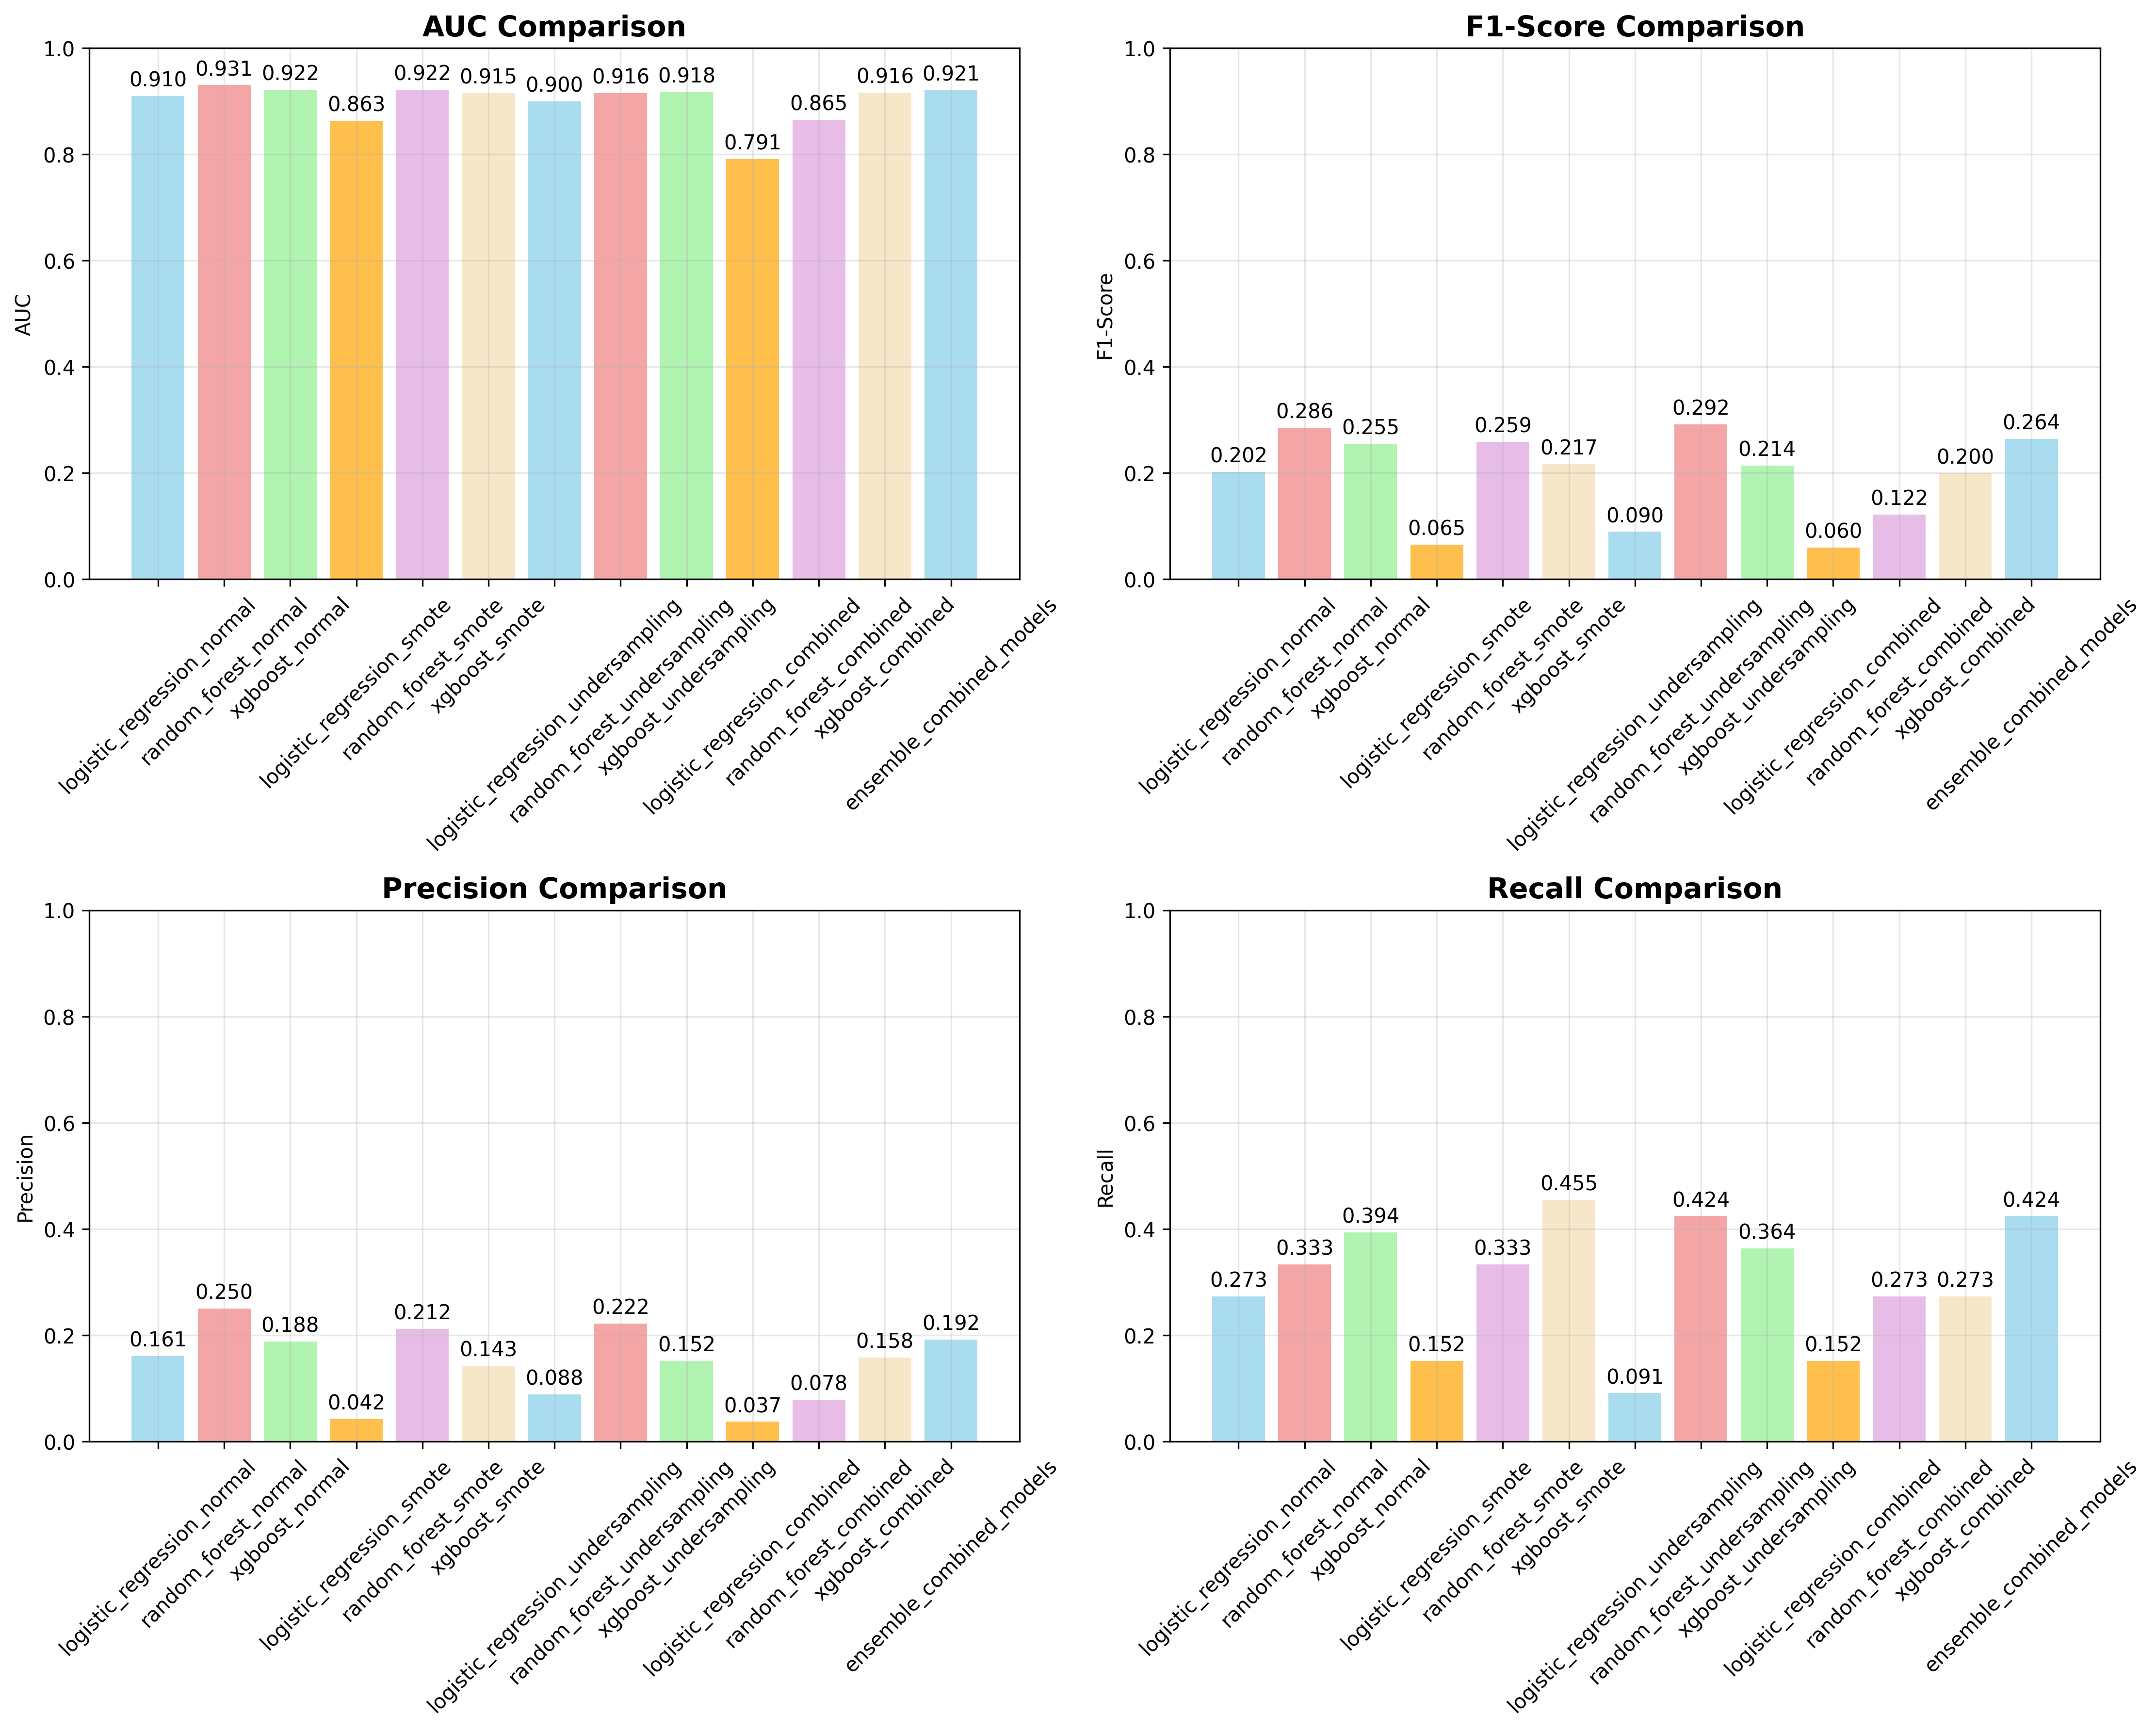 AUC Comparison
AUC
1.0
0.8
0.6
0.4
0.2
0.0
0.910
0.931
0.922
0.863
0.922
0.915
0.900
0.916
0.918
0.791
0.865
0.916
0.921
logistic_regression_normal
random_forest_normal
xgboost_normal
logistic_regression_smote
random_forest_smote
xgboost_smote
logistic_regression_undersampling
random_forest_undersampling
xgboost_undersampling
logistic_regression_combined
random_forest_combined
xgboost_combined
ensemble_combined_models
F1-Score Comparison
F1-Score
1.0
0.8
0.6
0.4
0.2
0.0
0.202
0.286
0.255
0.065
0.259
0.217
0.090
0.292
0.214
0.060
0.122
0.200
0.264
logistic_regression_normal
random_forest_normal
xgboost_normal
logistic_regression_smote
random_forest_smote
xgboost_smote
logistic_regression_undersampling
random_forest_undersampling
xgboost_undersampling
logistic_regression_combined
random_forest_combined
xgboost_combined
ensemble_combined_models
Precision Comparison
Precision
1.0
0.8
0.6
0.4
0.2
0.0
0.161
0.250
0.188
0.042
0.212
0.143
0.088
0.222
0.152
0.037
0.078
0.158
0.192
logistic_regression_normal
random_forest_normal
xgboost_normal
logistic_regression_smote
random_forest_smote
xgboost_smote
logistic_regression_undersampling
random_forest_undersampling
xgboost_undersampling
logistic_regression_combined
random_forest_combined
xgboost_combined
ensemble_combined_models
Recall Comparison
Recall
1.0
0.8
0.6
0.4
0.2
0.0
0.273
0.333
0.394
0.152
0.333
0.455
0.091
0.424
0.364
0.152
0.273
0.273
0.424
logistic_regression_normal
random_forest_normal
xgboost_normal
logistic_regression_smote
random_forest_smote
xgboost_smote
logistic_regression_undersampling
random_forest_undersampling
xgboost_undersampling
logistic_regression_combined
random_forest_combined
xgboost_combined
ensemble_combined_models